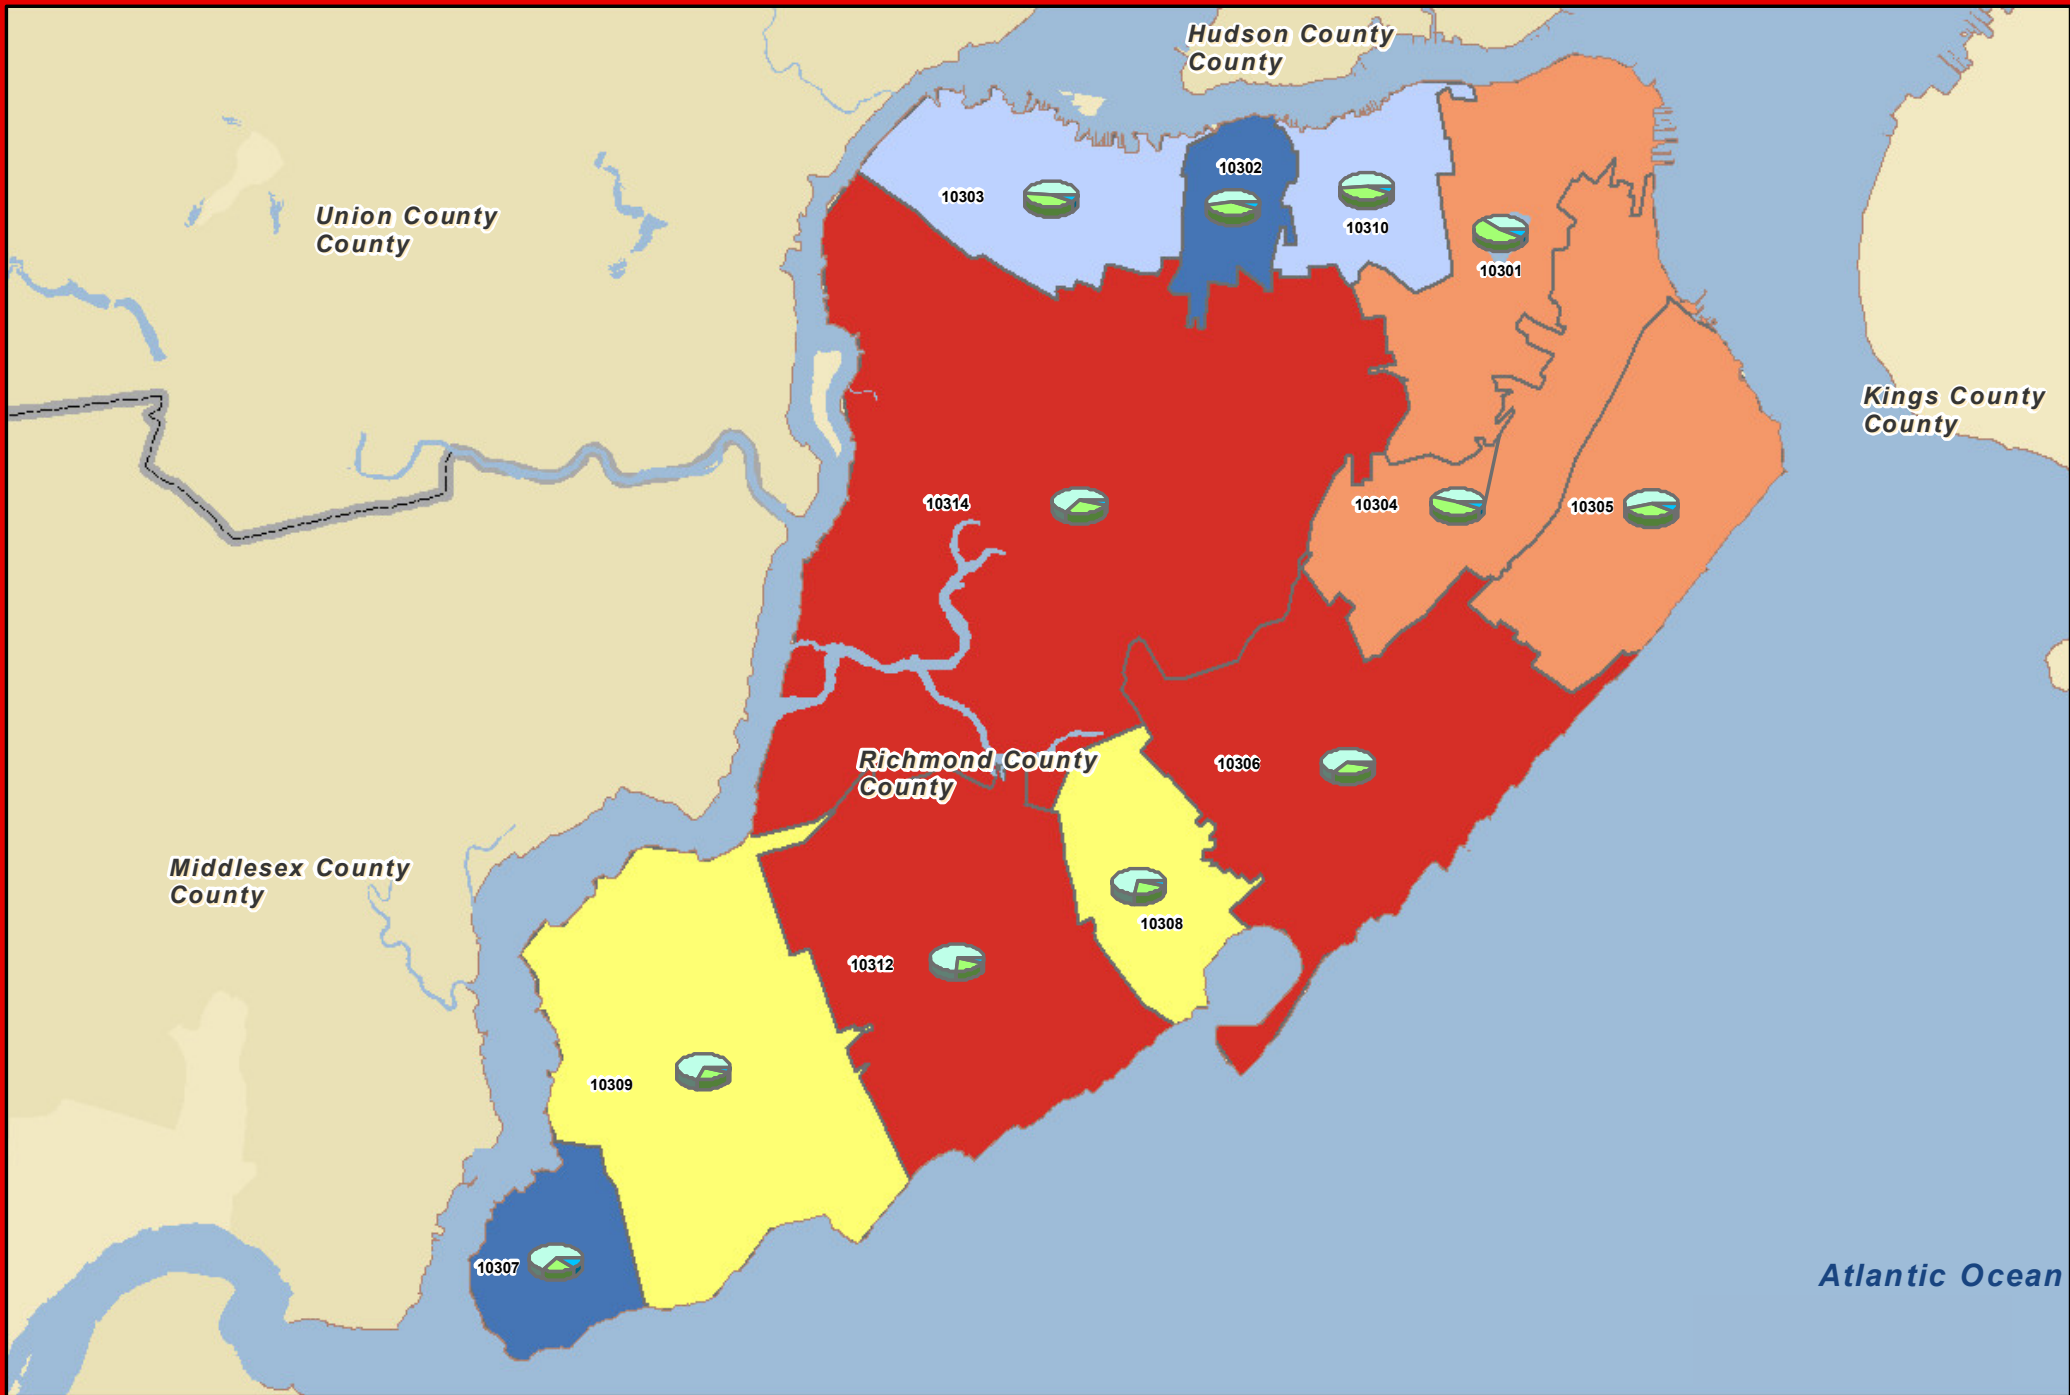 Hudson County
County
10302
10303
10310
Union County
County
10301
Kings County
County
10314
10304
10305
Richmond County
County
10306
Middlesex County
County
10308
10312
10309
10307
Atlantic Ocean